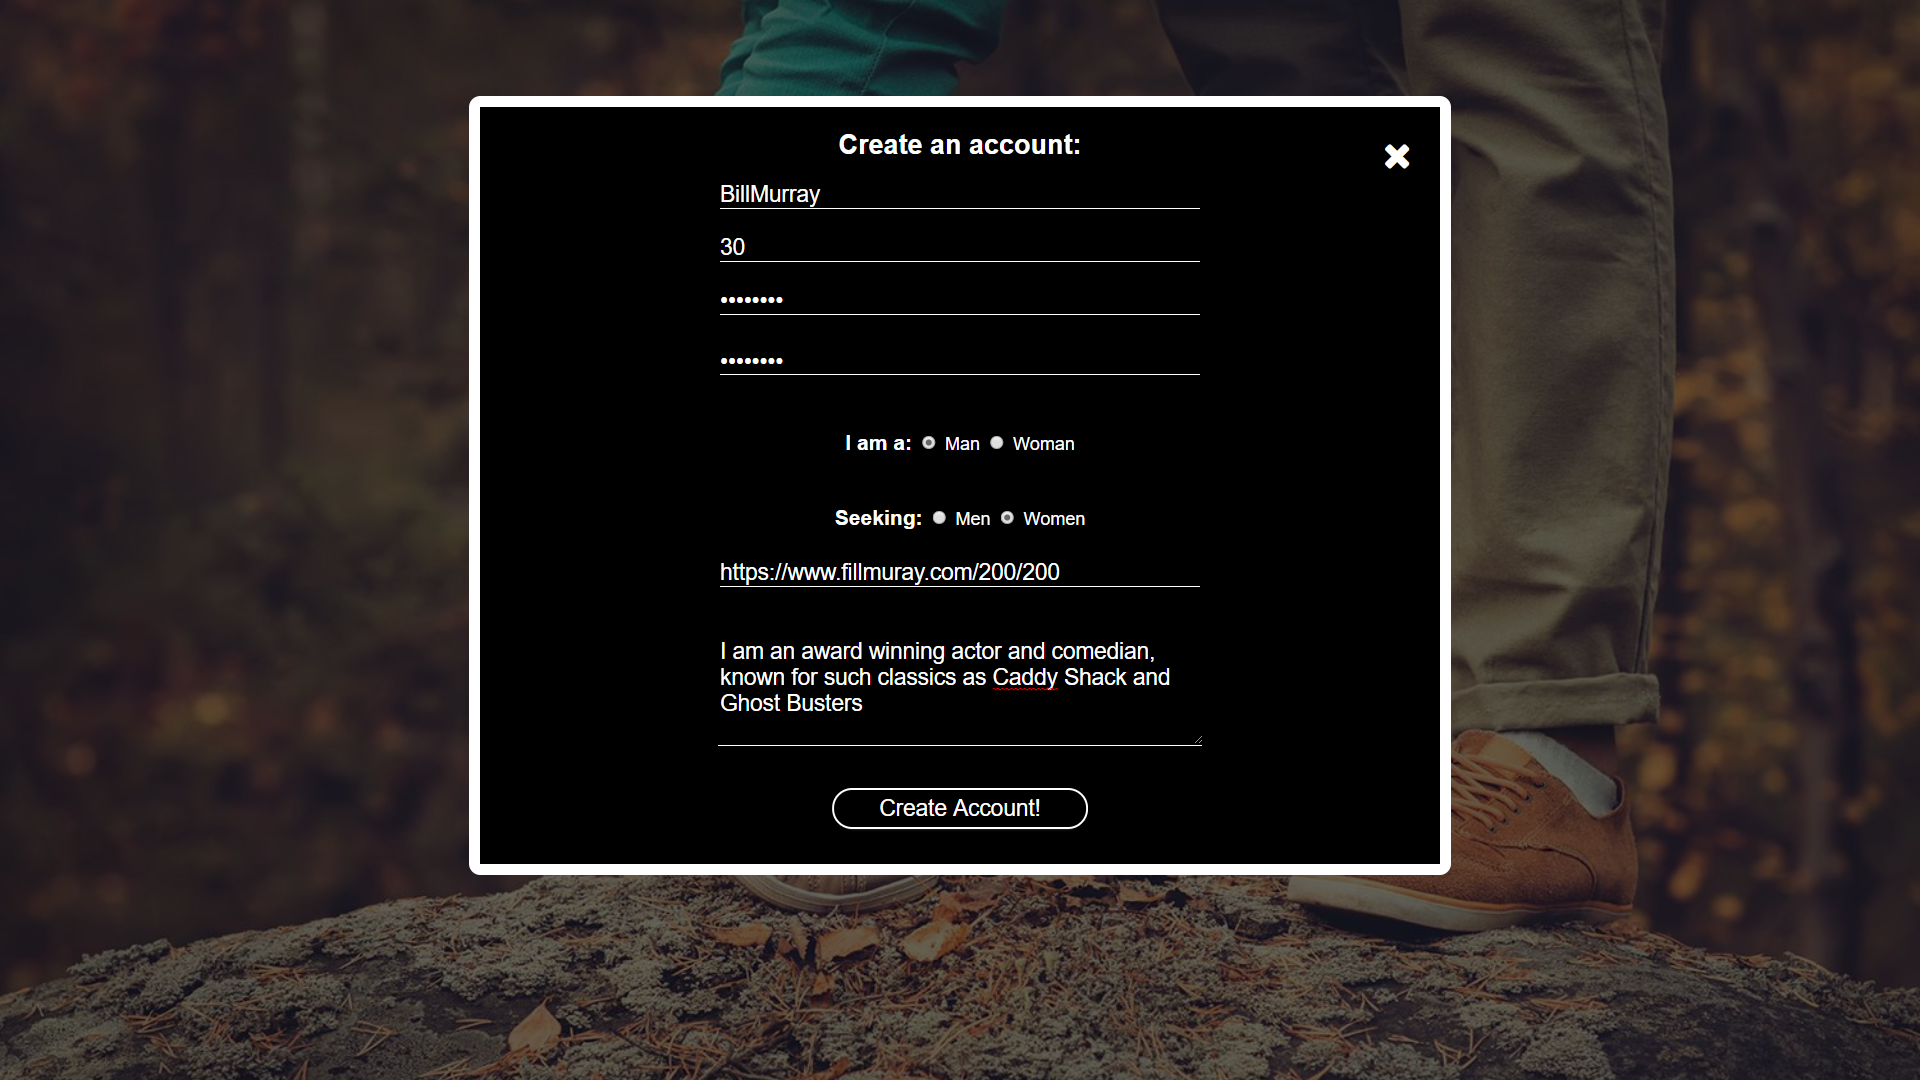 Create an account:
BillMurray
30
••••••••
••••••••
I am a: Man Woman
Seeking: Men Women
https://www.fillmuray.com/200/200
I am an award winning actor and comedian,
known for such classics as Caddy Shack and
Ghost Busters
Create Account!